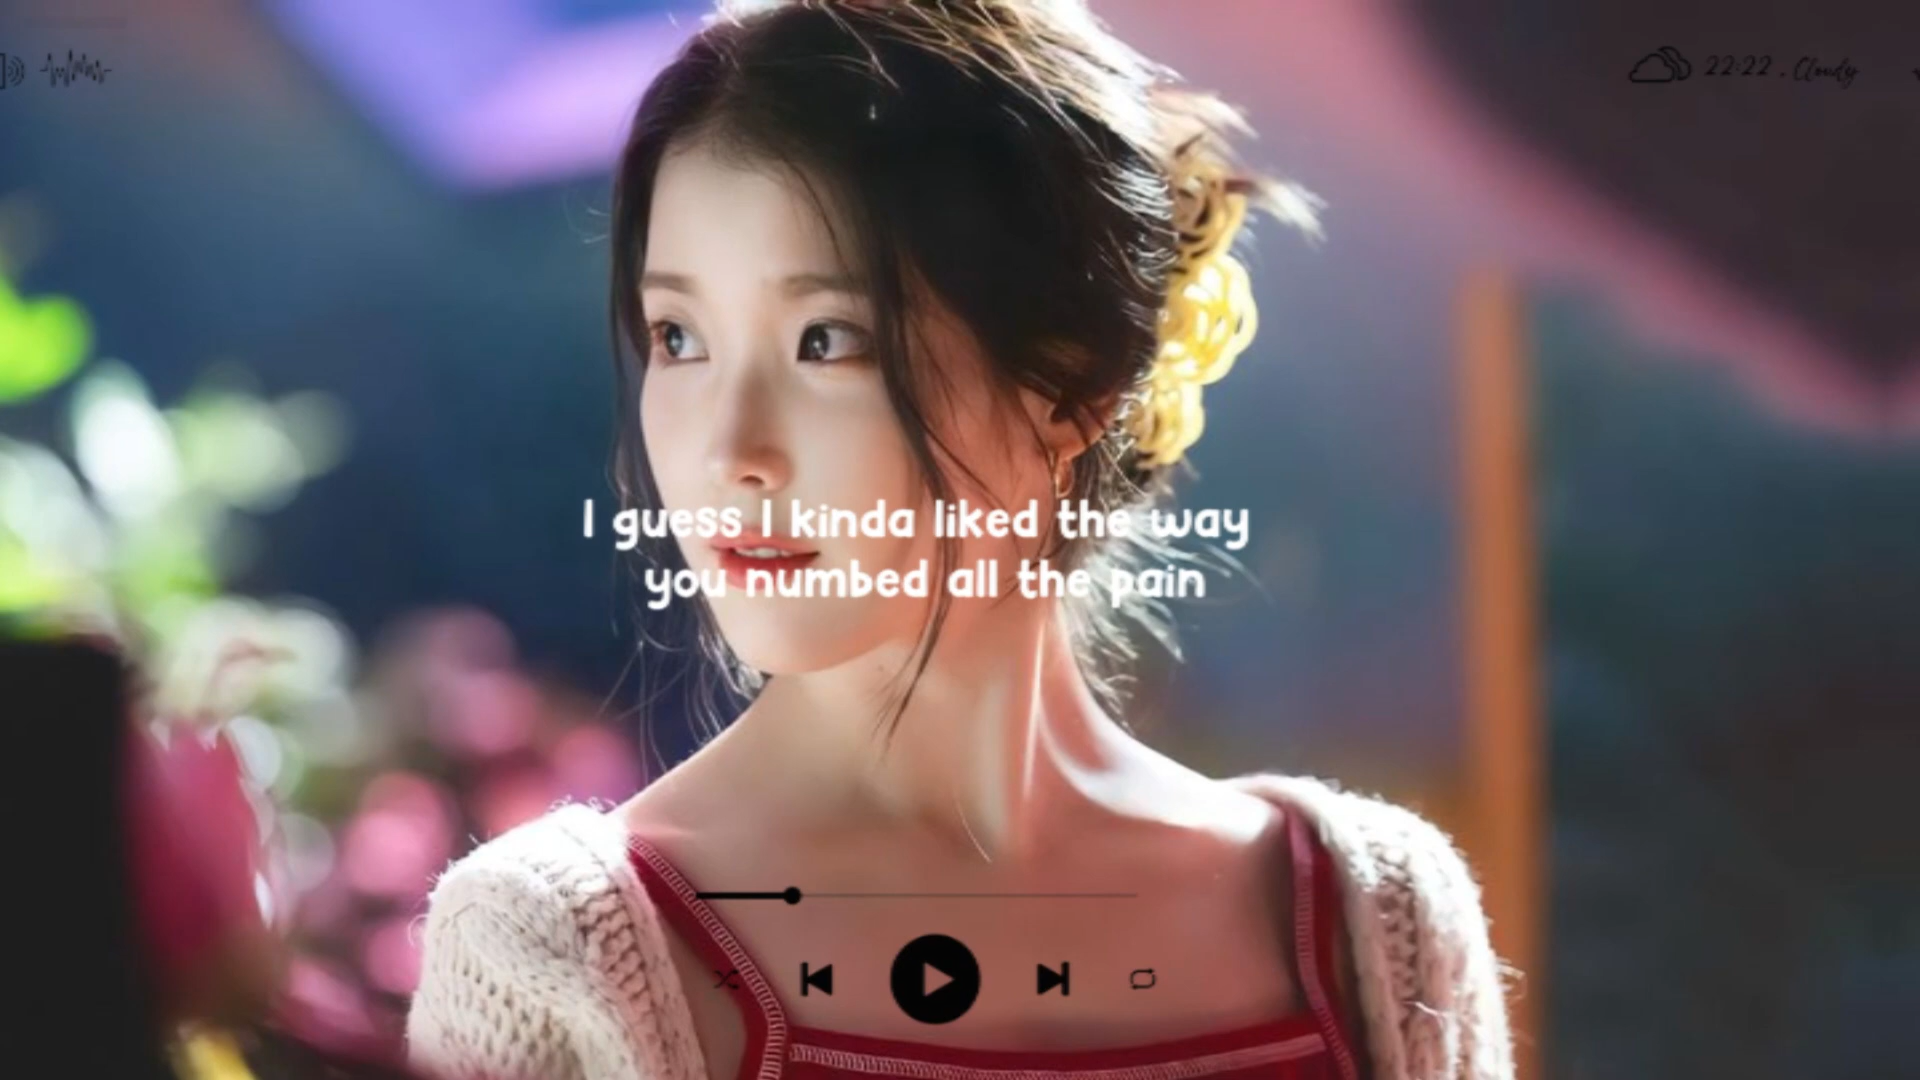 22:22 . Cloudy
I guess I kinda liked the way
you numbed all the pain